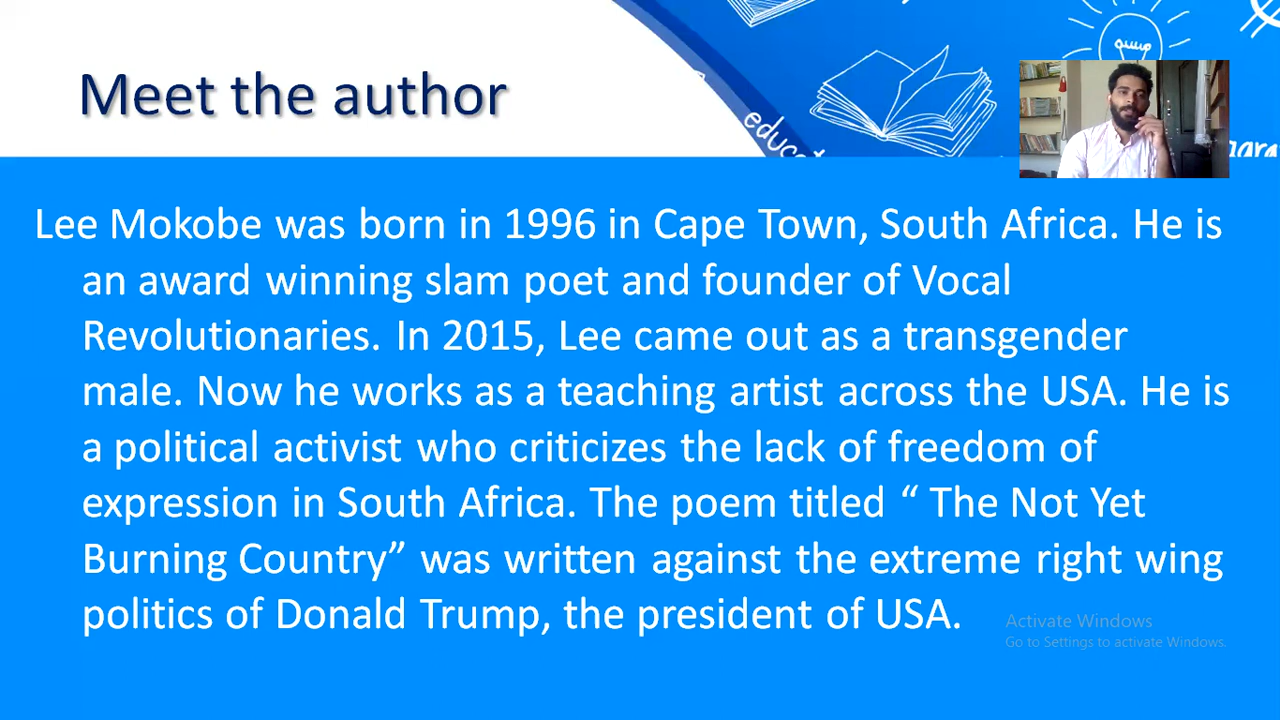 Meet the author
Lee Mokobe was born in 1996 in Cape Town, South Africa. He is
an award winning slam poet and founder of Vocal
Revolutionaries. In 2015, Lee came out as a transgender
male. Now he works as a teaching artist across the USA. He is
a political activist who criticizes the lack of freedom of
expression in South Africa. The poem titled “ The Not Yet
Burning Country” was written against the extreme right wing
politics of Donald Trump, the president of USA.
Activate Windows
Go to Settings to activate Windows.